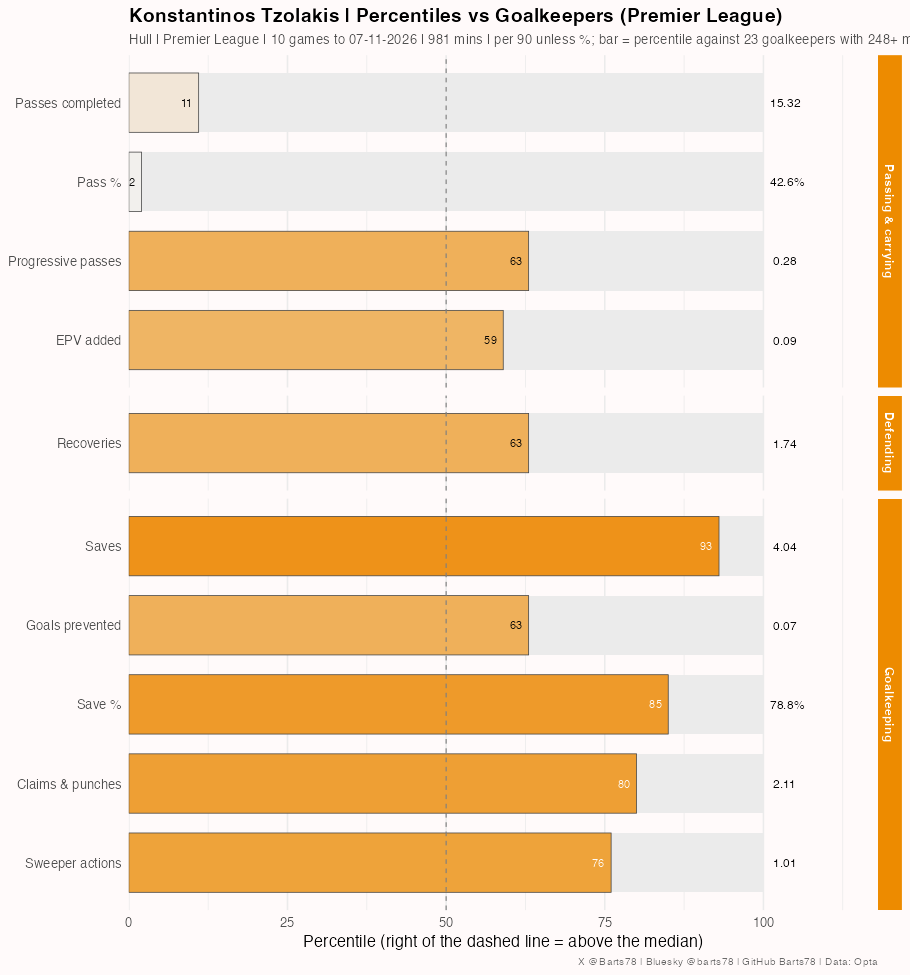 Konstantinos Tzolakis | Percentiles vs Goalkeepers (Premier League)
Hull | Premier League | 10 games to 07-11-2026 | 981 mins | per 90 unless %; bar = percentile against 23 goalkeepers with 248+ m
Passes completed 11 15.32
Pass % 2 42.6%
Progressive passes 63 0.28
EPV added 59 0.09
Passing & carrying
Recoveries 63 1.74
Defending
Saves 93 4.04
Goals prevented 63 0.07
Save % 85 78.8%
Claims & punches 80 2.11
Sweeper actions 76 1.01
Goalkeeping
0 25 50 75 100
Percentile (right of the dashed line = above the median)
X @Barts78 | Bluesky @barts78 | GitHub Barts78 | Data: Opta